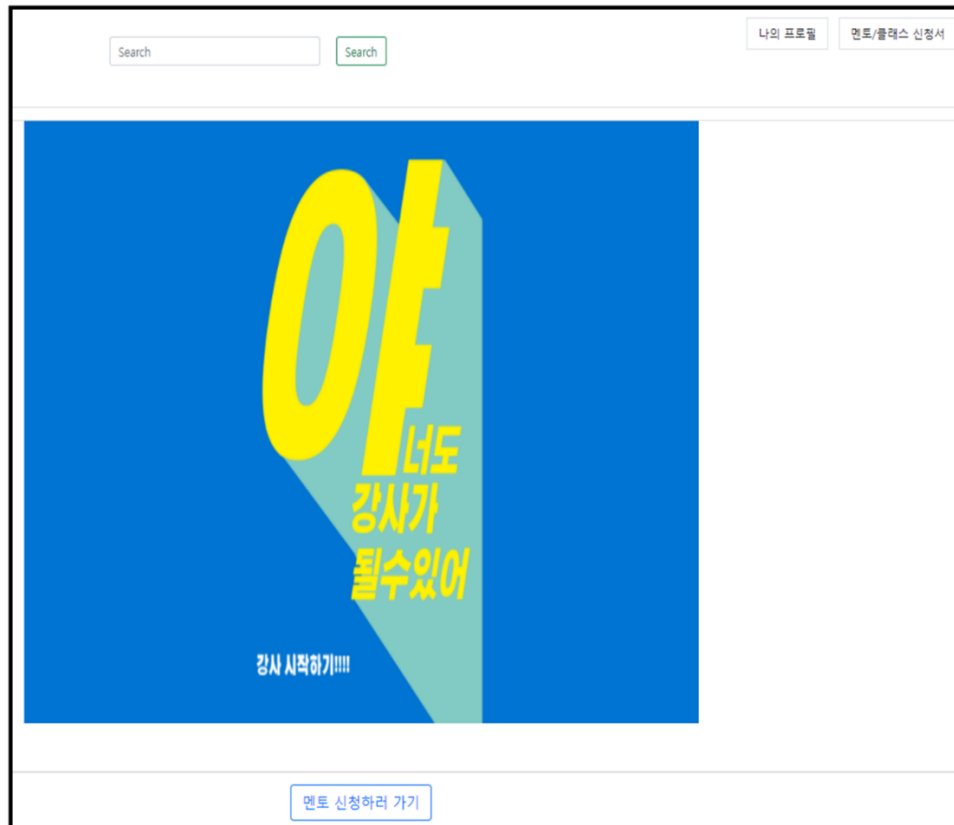 나의 프로필
멘토/클래스 신청서
Search
Search
야
너도
강사가
될수있어
강사 시작하기!!!!
멘토 신청하러 가기